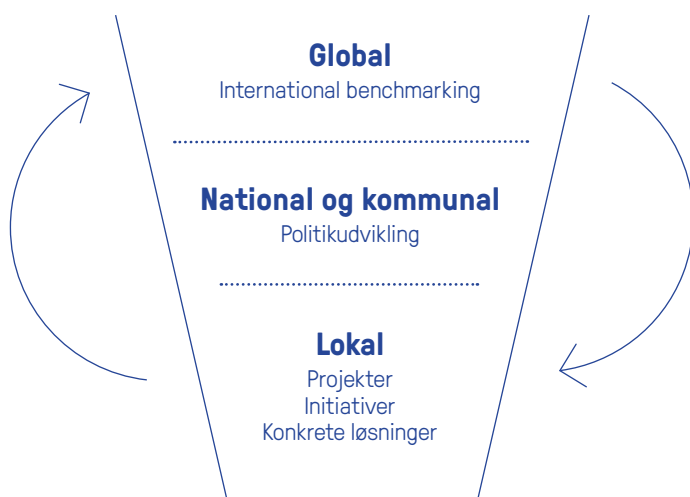 Global
International benchmarking
National og kommunal
Politikudvikling
Lokal
Projekter
Initiativer
Konkrete løsninger